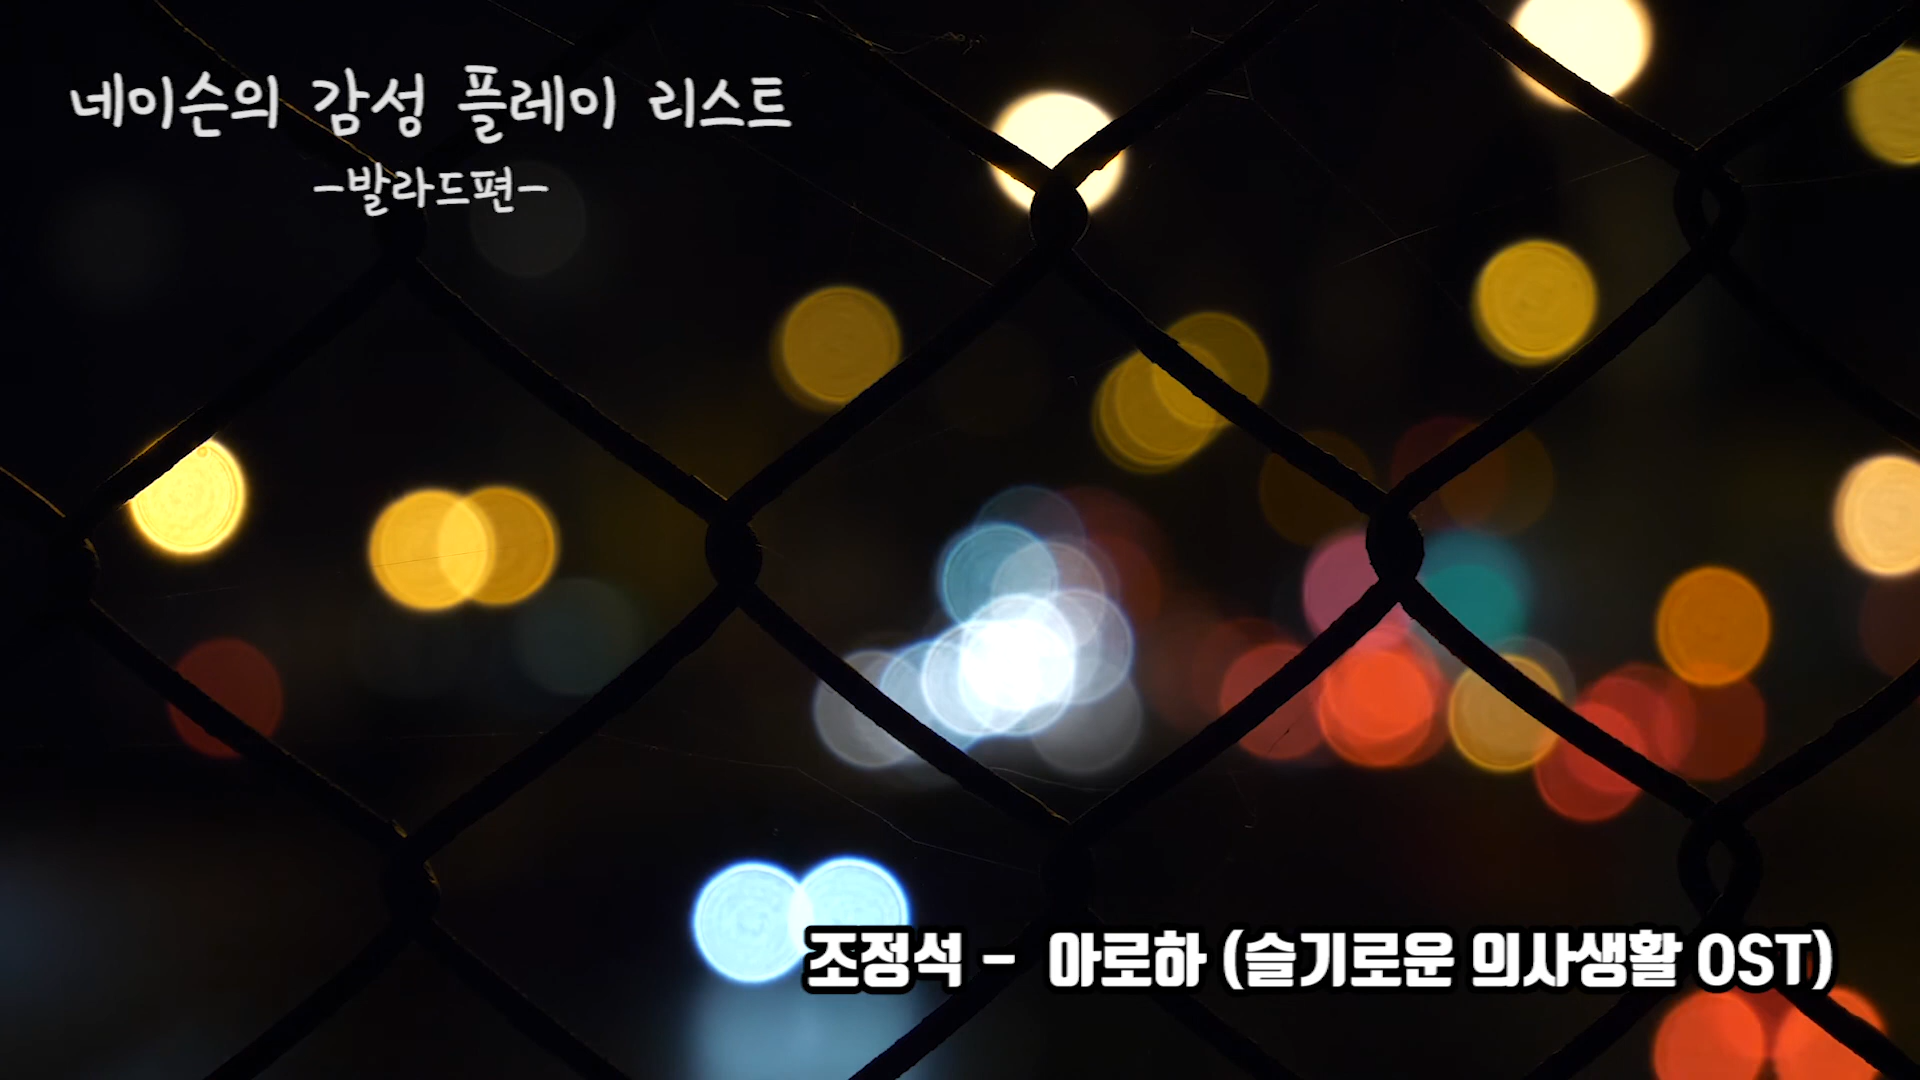 네이슨의 감성 플레이 리스트
-발라드편-
조정석 - 아로하 (슬기로운 의사생활 OST)